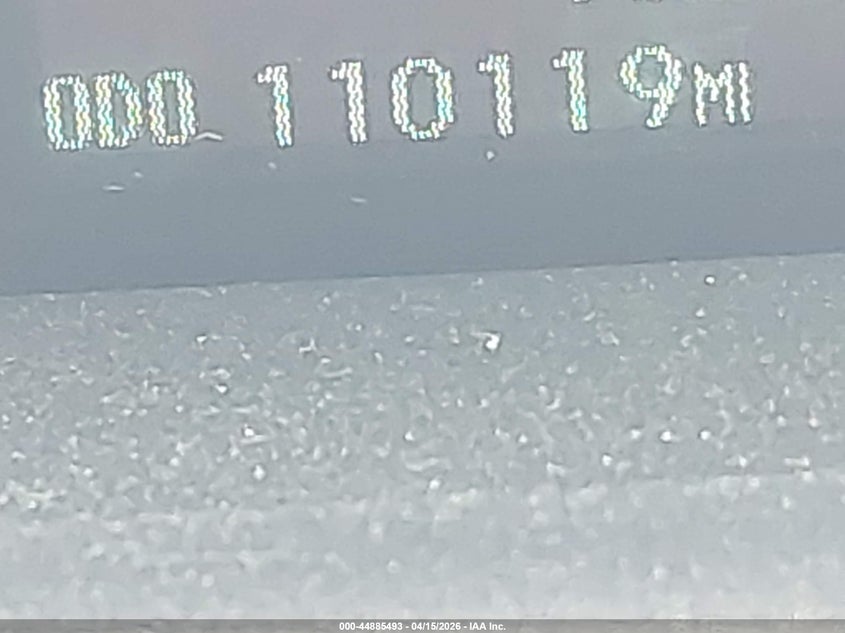 ODO 110119MI
000-44885493 - 04/15/2026 - IAA Inc.